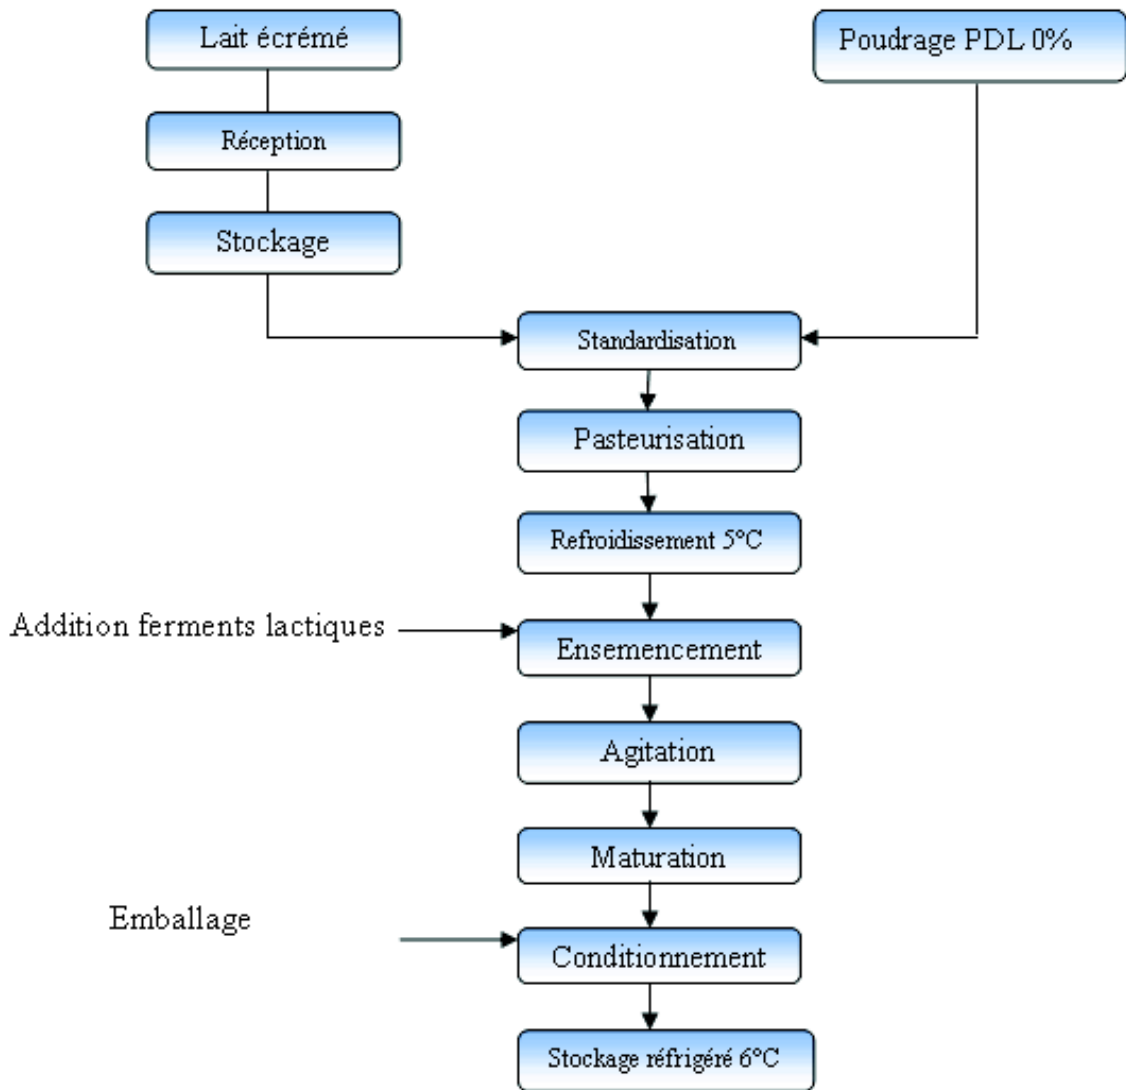 Lait écrémé
Poudrage PDL 0%
Réception
Stockage
Standardisation
Pasteurisation
Refroidissement 5°C
Addition ferments lactiques
Ensemencement
Agitation
Maturation
Emballage
Conditionnement
Stockage réfrigéré 6°C